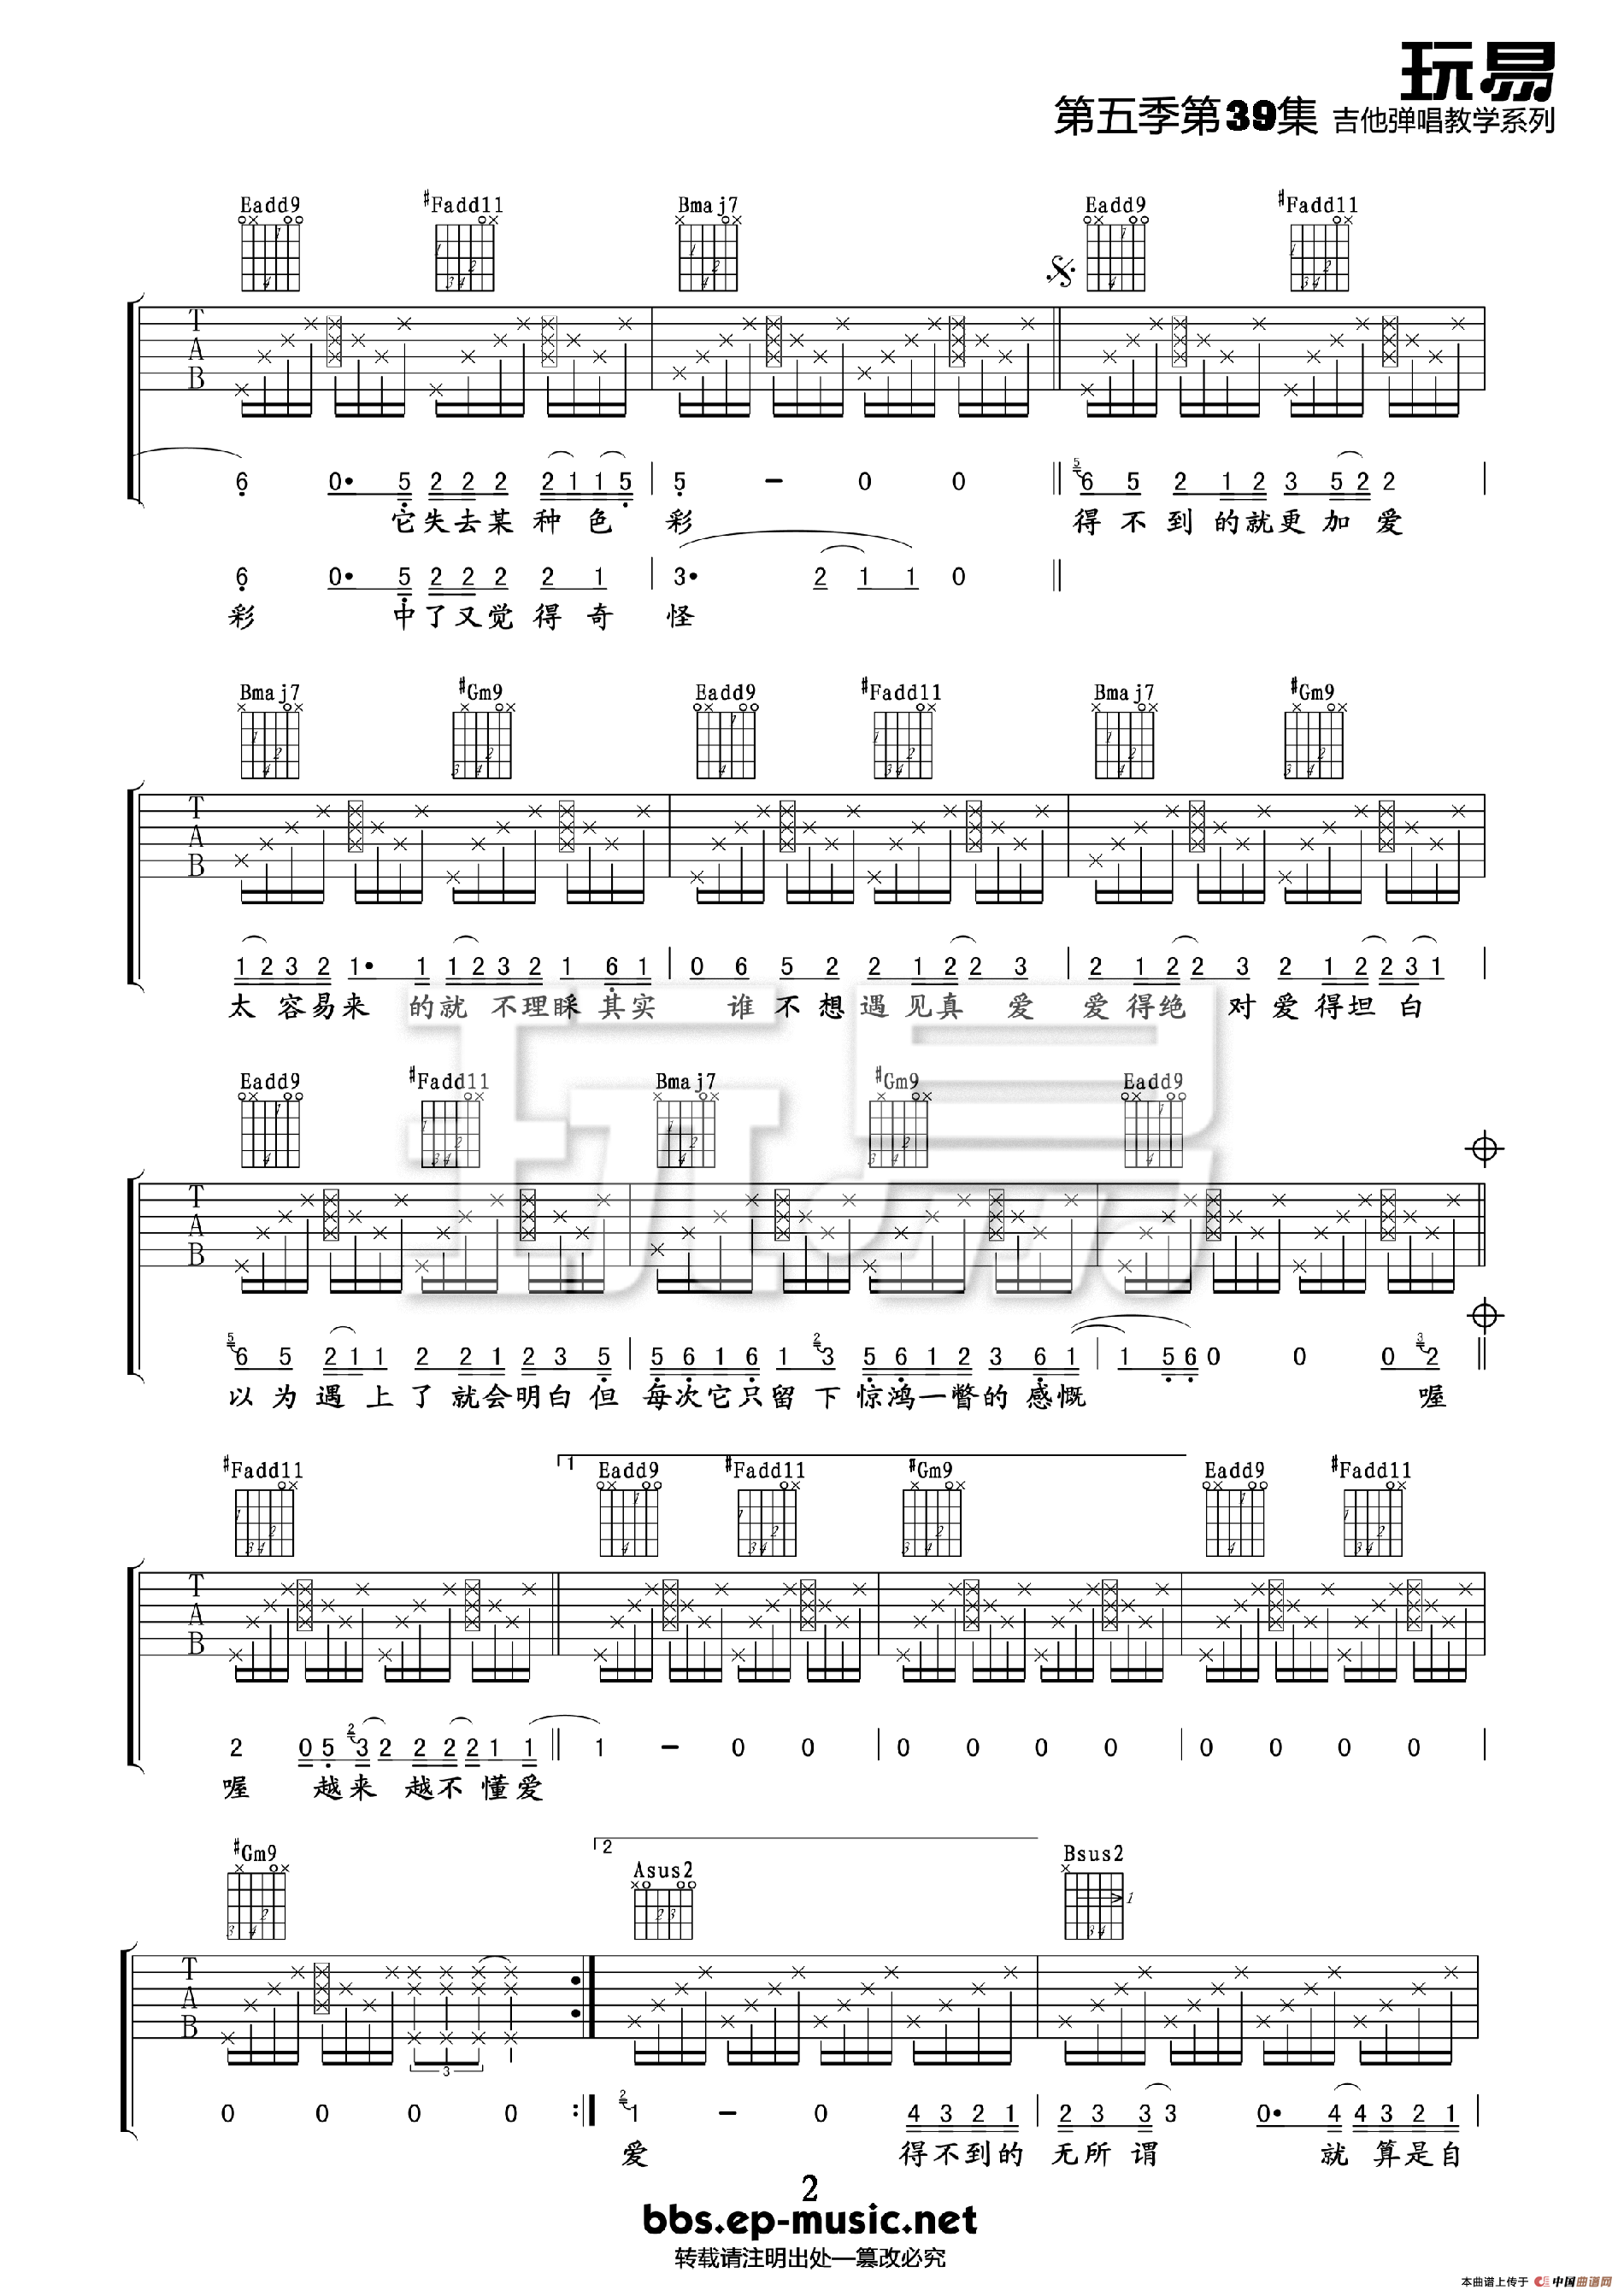 玩易
第五季第39集 吉他弹唱教学系列
Eadd9 #Fadd11 Bmaj7 Eadd9 #Fadd11
T
A
B
6 0• 5 2 2 2 2 1 1 5 | 5 – 0 0 || 5 6 5 2 1 2 3 5 2 2 |
它失去某种色彩 得不到的就更加爱
6 0• 5 2 2 2 2 1 | 3• 2 1 1 0 ||
彩 中了又觉得奇怪
Bmaj7 #Gm9 Eadd9 #Fadd11 Bmaj7 #Gm9
T
A
B
1 2 3 2 1• 1 1 2 3 2 1 6 1 | 0 6 5 2 2 1 2 2 3 | 2 1 2 2 3 2 1 2 2 3 1 |
太容易来的就不理睬其实 谁不想遇见真爱 爱得绝对爱得坦白
Eadd9 #Fadd11 Bmaj7 #Gm9 Eadd9
T
A
B
5 6 5 2 1 1 2 2 1 2 3 5 | 5 6 1 6 1 2 3 5 6 1 2 3 6 1 | 1 5 6 0 0 0 3 2 ||
以为遇上了就会明白但 每次它只留下惊鸿一瞥的感慨 喔
#Fadd11 1 Eadd9 #Fadd11 #Gm9 Eadd9 #Fadd11
T
A
B
2 0 5 2 3 2 2 2 2 1 1 || 1 – 0 0 | 0 0 0 0 | 0 0 0 0 |
喔 越来越不懂爱
#Gm9 2 Asus2 Bsus2
1
T
A
B
3
0 0 0 0 :|| 2 1 – 0 4 3 2 1 | 2 3 3 3 0• 4 4 3 2 1 |
爱 得不到的无所谓 就算是自
2
bbs.ep-music.net
转载请注明出处—篡改必究
本曲谱上传于 中国曲谱网